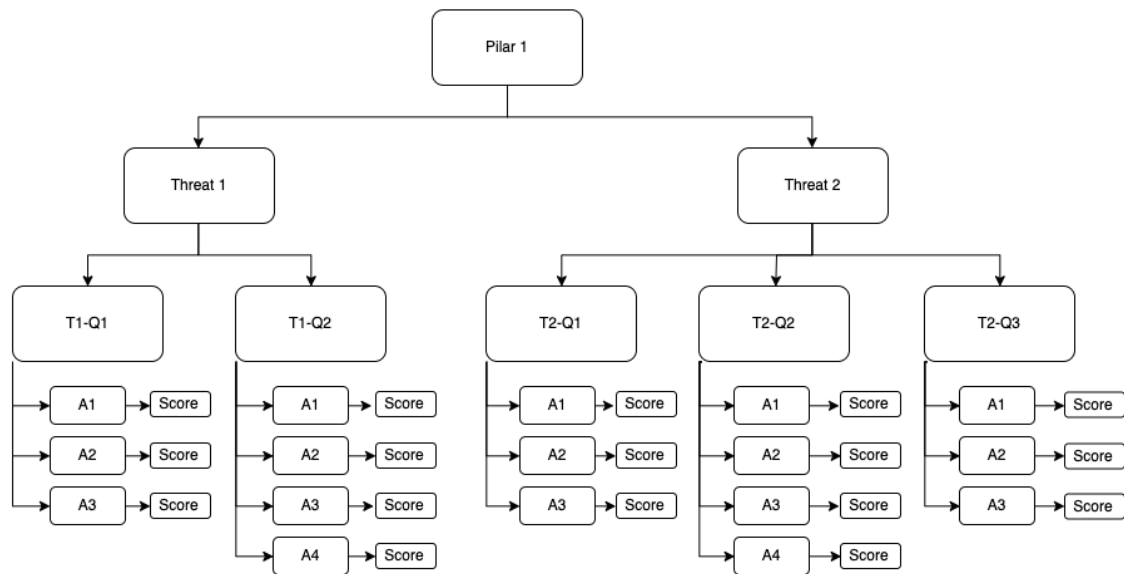 Pilar 1
Threat 1
Threat 2
T1-Q1
T1-Q2
T2-Q1
T2-Q2
T2-Q3
A1
Score
A1
Score
A1
Score
A1
Score
A1
Score
A2
Score
A2
Score
A2
Score
A2
Score
A2
Score
A3
Score
A3
Score
A3
Score
A3
Score
A3
Score
A4
Score
A4
Score